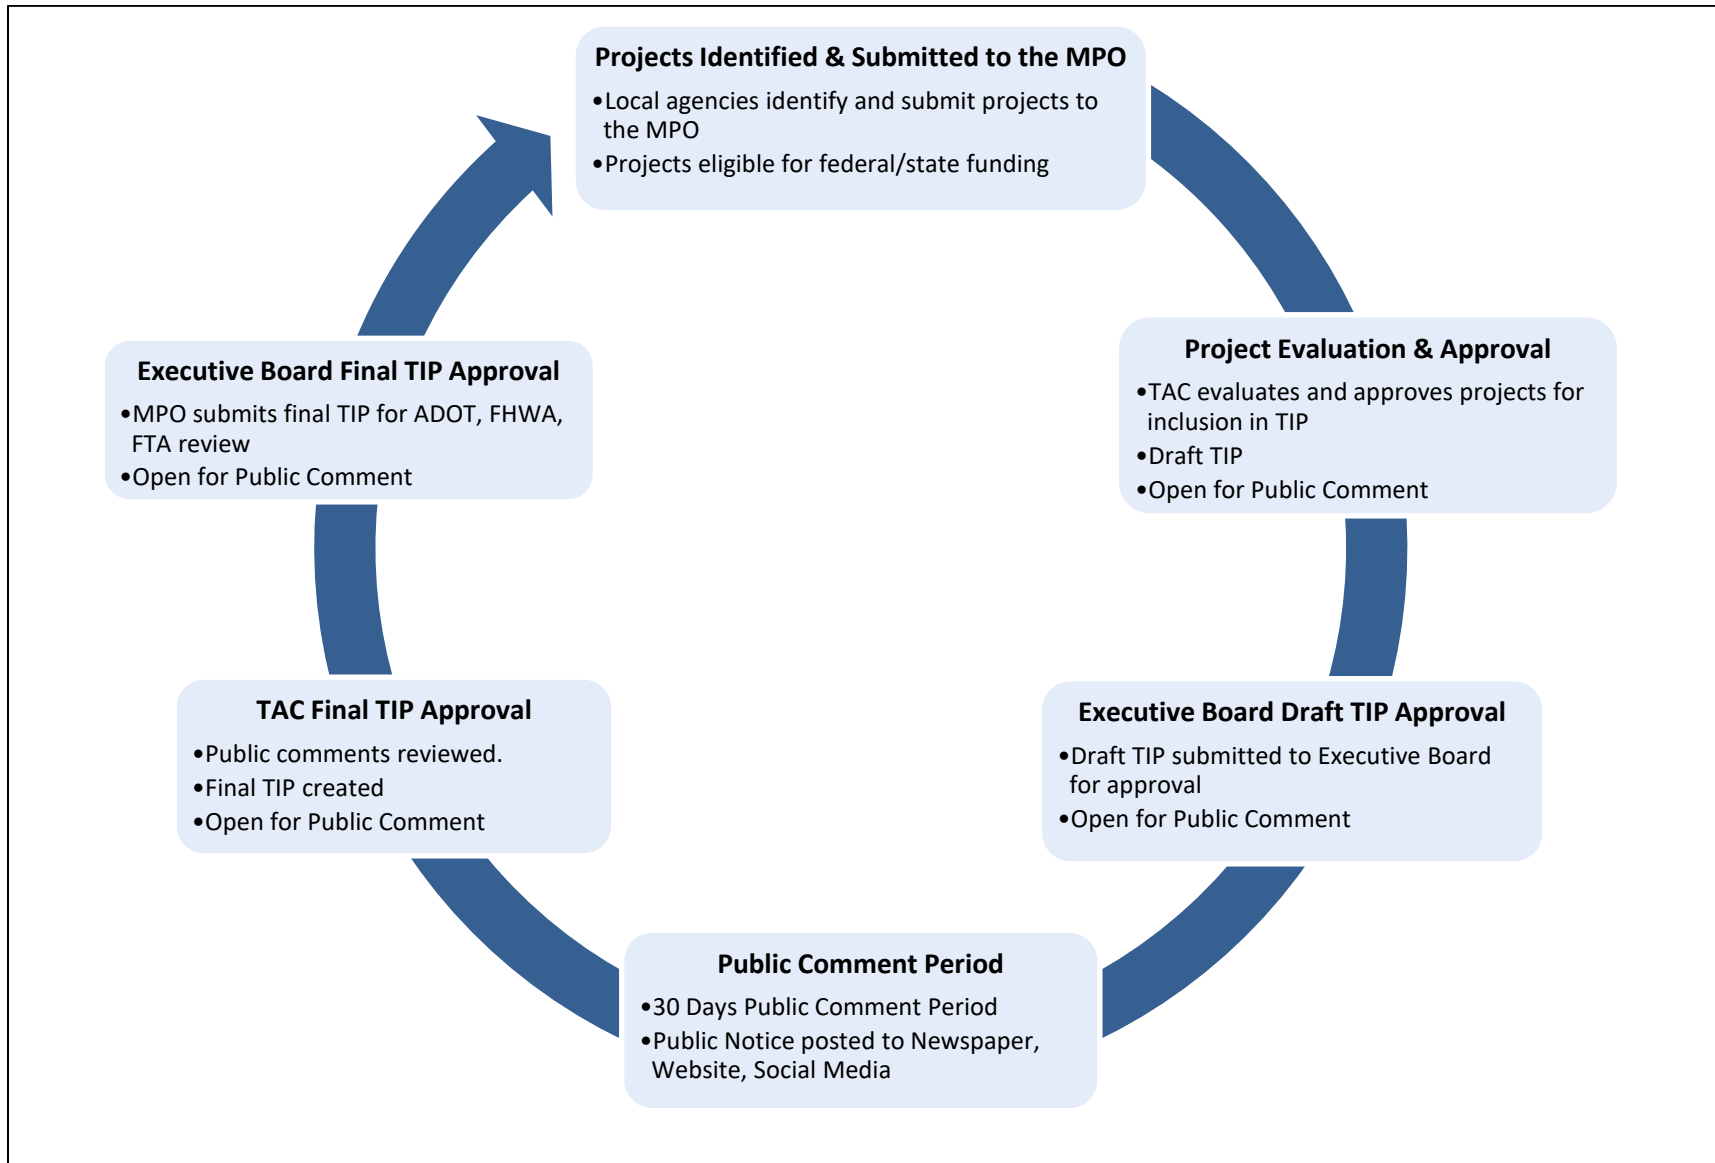 Projects Identified & Submitted to the MPO
•Local agencies identify and submit projects to
the MPO
•Projects eligible for federal/state funding
Project Evaluation & Approval
•TAC evaluates and approves projects for
inclusion in TIP
•Draft TIP
•Open for Public Comment
Executive Board Draft TIP Approval
•Draft TIP submitted to Executive Board
for approval
•Open for Public Comment
Public Comment Period
•30 Days Public Comment Period
•Public Notice posted to Newspaper,
Website, Social Media
TAC Final TIP Approval
•Public comments reviewed.
•Final TIP created
•Open for Public Comment
Executive Board Final TIP Approval
•MPO submits final TIP for ADOT, FHWA,
FTA review
•Open for Public Comment